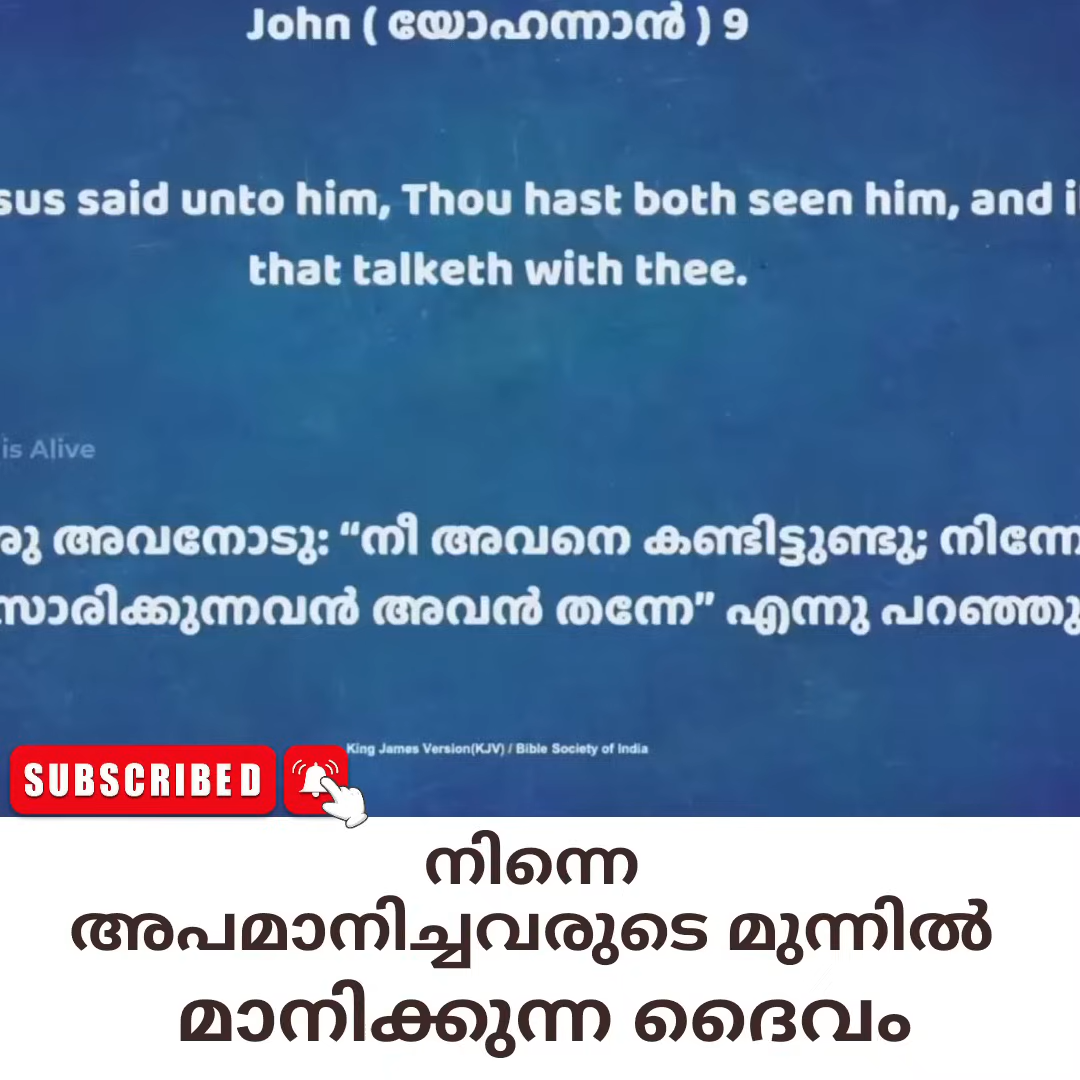 John ( യോഹന്നാൻ ) 9
sus said unto him, Thou hast both seen him, and i
that talketh with thee.
is Alive
രു അവനോടു: “നീ അവനെ കണ്ടിട്ടുണ്ടു; നിന്നോ
സാരിക്കുന്നവൻ അവൻ തന്നേ” എന്നു പറഞ്ഞു
King James Version(KJV) / Bible Society of India
SUBSCRIBED
നിന്നെ
അപമാനിച്ചവരുടെ മുന്നിൽ
മാനിക്കുന്ന ദൈവം